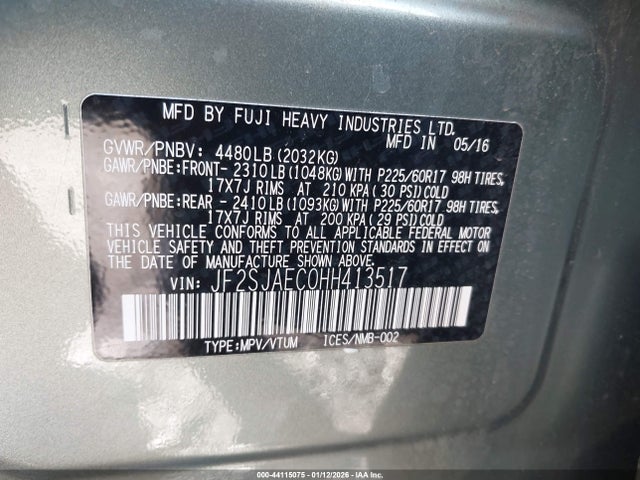 MFD BY FUJI HEAVY INDUSTRIES LTD.
MFD IN 05/16
GVWR/PNBV: 4480LB(2032KG)
GAWR/PNBE:FRONT- 2310LB(1048KG)WITH P225/60R17 98H TIRES,
17X7J RIMS AT 210 KPA(30 PSI)COLD
GAWR/PNBE:REAR - 2410LB(1093KG)WITH P225/60R17 98H TIRES,
17X7J RIMS AT 200 KPA(29 PSI)COLD
THIS VEHICLE CONFORMS TO ALL APPLICABLE FEDERAL MOTOR
VEHICLE SAFETY AND THEFT PREVENTION STANDARDS IN EFFECT ON
THE DATE OF MANUFACTURE SHOWN ABOVE.
VIN: JF2SJAEC0HH413517
TYPE:MPV/VTUM ICES/NMB-002
000-44115075 - 01/12/2026 - IAAI.COM